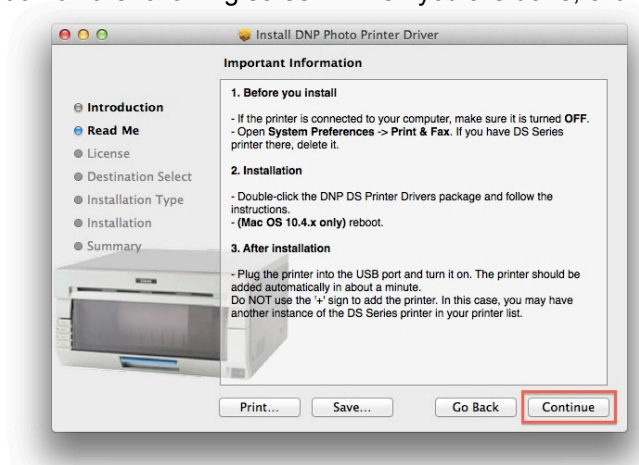 Install DNP Photo Printer Driver
Important Information
Introduction
Read Me
License
Destination Select
Installation Type
Installation
Summary
1. Before you install
- If the printer is connected to your computer, make sure it is turned OFF.
- Open System Preferences -> Print & Fax. If you have DS Series
printer there, delete it.
2. Installation
- Double-click the DNP DS Printer Drivers package and follow the
instructions.
- (Mac OS 10.4.x only) reboot.
3. After installation
- Plug the printer into the USB port and turn it on. The printer should be
added automatically in about a minute.
Do NOT use the '+' sign to add the printer. In this case, you may have
another instance of the DS Series printer in your printer list.
Print...
Save...
Go Back
Continue